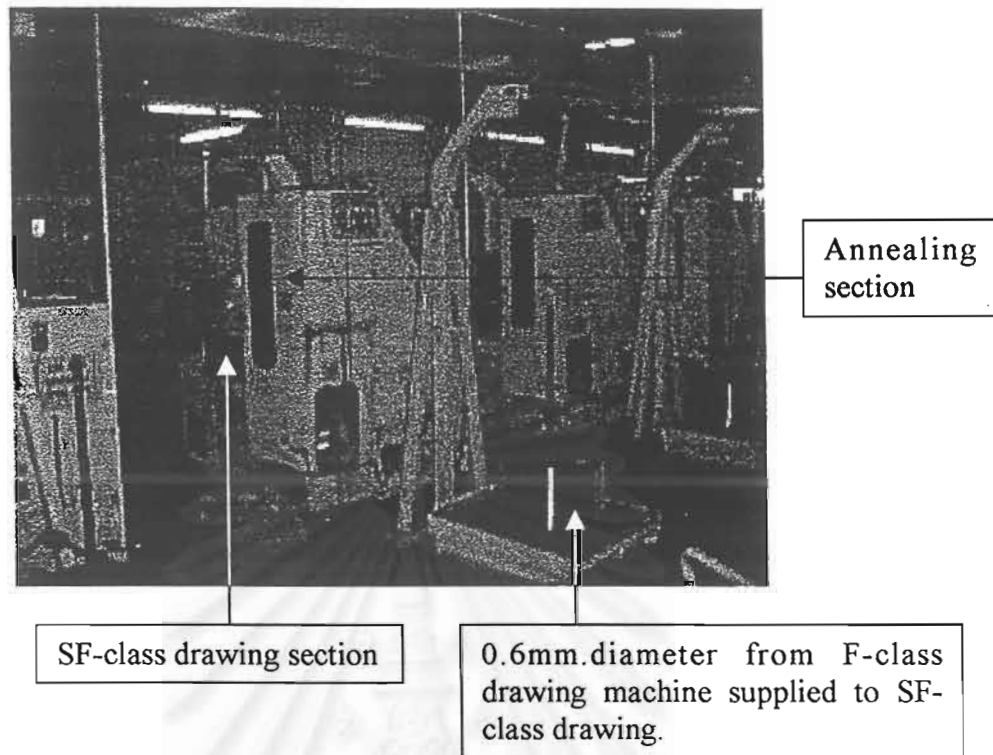 Annealing
section
SF-class drawing section
0.6mm.diameter from F-class
drawing machine supplied to SF-
class drawing.